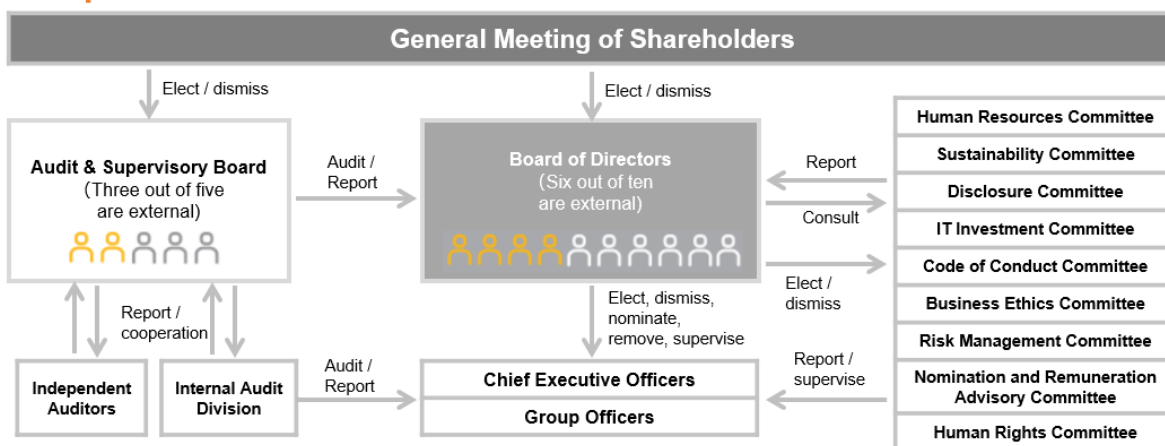 General Meeting of Shareholders
Elect / dismiss
Elect / dismiss
Audit & Supervisory Board
(Three out of five
are external)
Audit /
Report
Board of Directors
(Six out of ten
are external)
Report
Consult
Elect /
dismiss
Human Resources Committee
Sustainability Committee
Disclosure Committee
IT Investment Committee
Code of Conduct Committee
Business Ethics Committee
Risk Management Committee
Nomination and Remuneration
Advisory Committee
Human Rights Committee
Report /
cooperation
Elect, dismiss,
nominate,
remove, supervise
Independent
Auditors
Internal Audit
Division
Audit /
Report
Chief Executive Officers
Group Officers
Report /
supervise